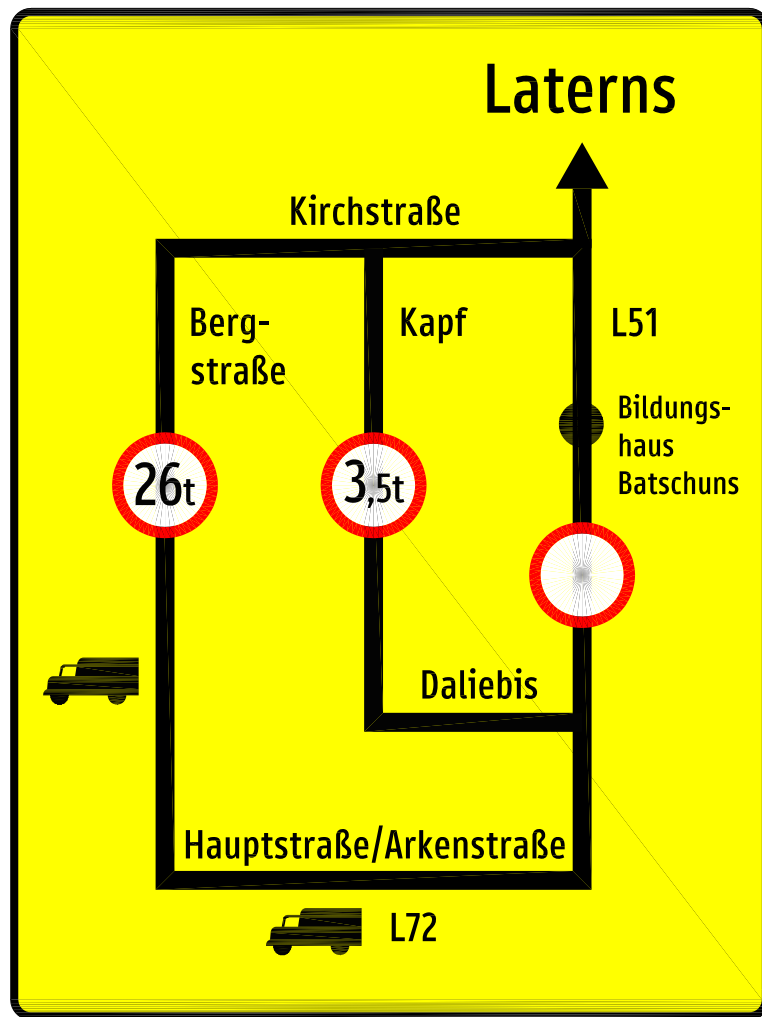 Laterns
Kirchstraße
Berg-
straße
Kapf
L51
Bildungs-
haus
Batschuns
26t
3,5t
Daliebis
Hauptstraße/Arkenstraße
L72